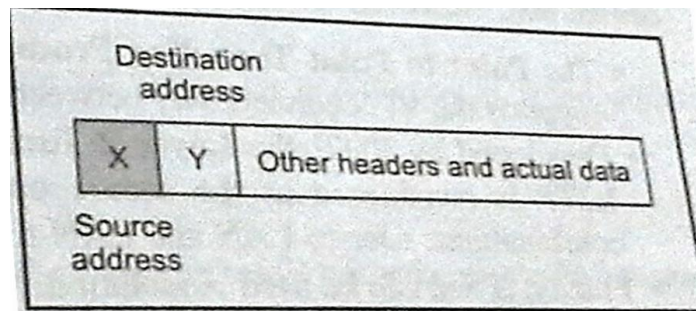 Destination
address
X Y Other headers and actual data
Source
address